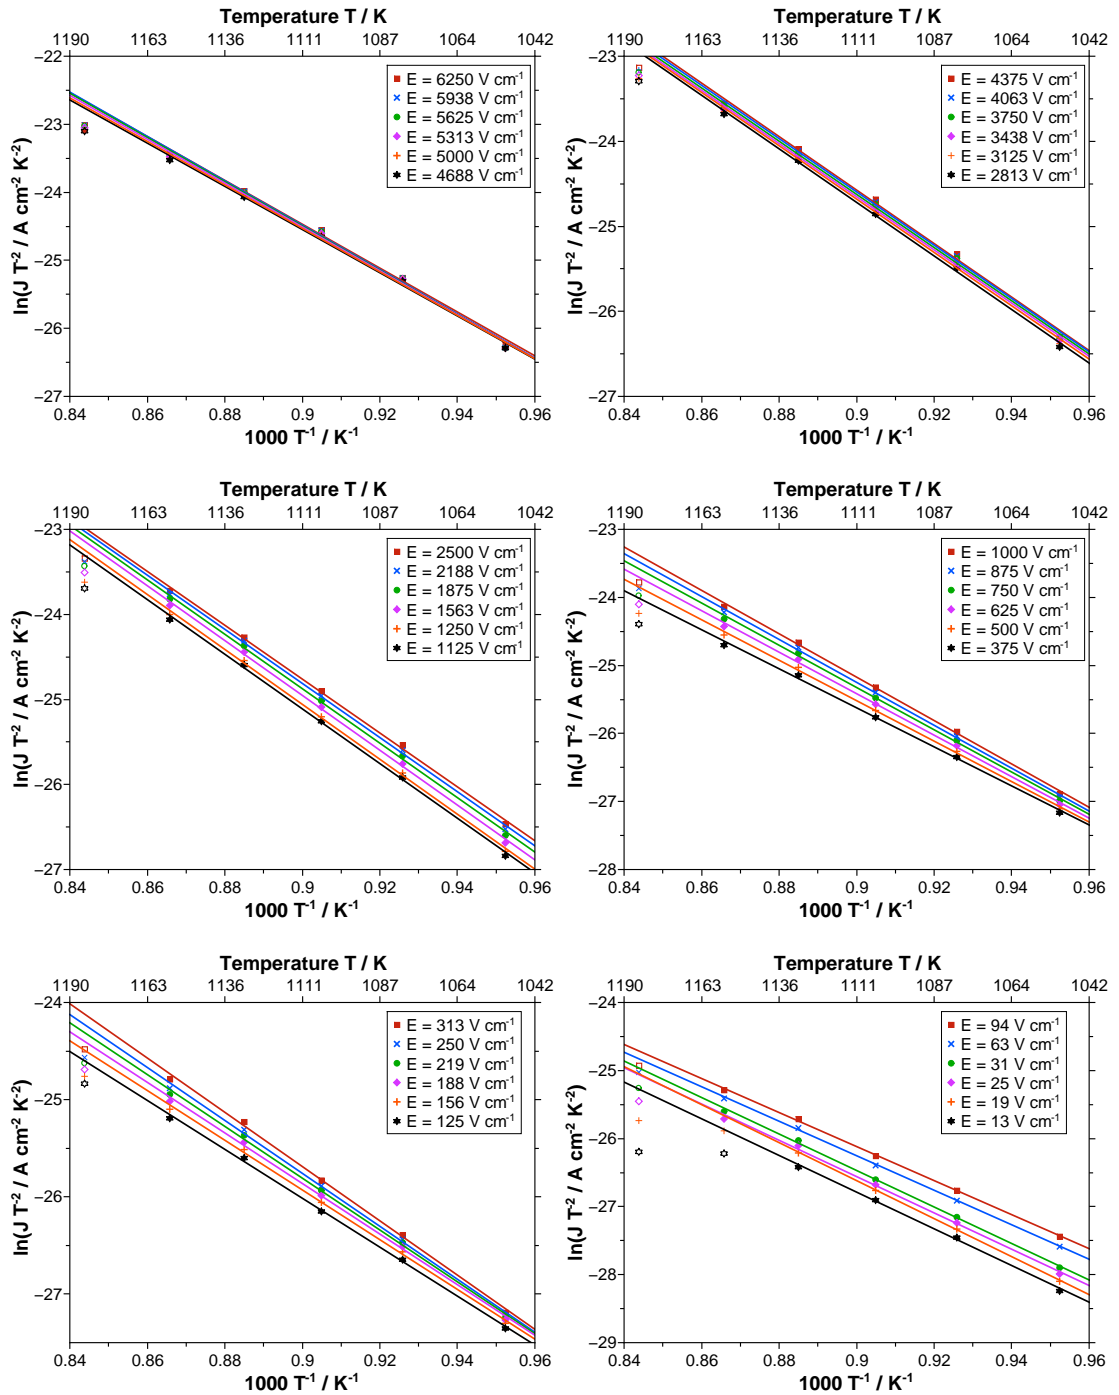 Temperature T / K
1190 1163 1136 1111 1087 1064 1042
ln(J T⁻² / A cm⁻² K⁻²)
−22
−23
−24
−25
−26
−27
E = 6250 V cm⁻¹
E = 5938 V cm⁻¹
E = 5625 V cm⁻¹
E = 5313 V cm⁻¹
E = 5000 V cm⁻¹
E = 4688 V cm⁻¹
0.84 0.86 0.88 0.9 0.92 0.94 0.96
1000 T⁻¹ / K⁻¹
Temperature T / K
1190 1163 1136 1111 1087 1064 1042
ln(J T⁻² / A cm⁻² K⁻²)
−23
−24
−25
−26
−27
E = 4375 V cm⁻¹
E = 4063 V cm⁻¹
E = 3750 V cm⁻¹
E = 3438 V cm⁻¹
E = 3125 V cm⁻¹
E = 2813 V cm⁻¹
0.84 0.86 0.88 0.9 0.92 0.94 0.96
1000 T⁻¹ / K⁻¹
Temperature T / K
1190 1163 1136 1111 1087 1064 1042
ln(J T⁻² / A cm⁻² K⁻²)
−23
−24
−25
−26
−27
E = 2500 V cm⁻¹
E = 2188 V cm⁻¹
E = 1875 V cm⁻¹
E = 1563 V cm⁻¹
E = 1250 V cm⁻¹
E = 1125 V cm⁻¹
0.84 0.86 0.88 0.9 0.92 0.94 0.96
1000 T⁻¹ / K⁻¹
Temperature T / K
1190 1163 1136 1111 1087 1064 1042
ln(J T⁻² / A cm⁻² K⁻²)
−23
−24
−25
−26
−27
−28
E = 1000 V cm⁻¹
E = 875 V cm⁻¹
E = 750 V cm⁻¹
E = 625 V cm⁻¹
E = 500 V cm⁻¹
E = 375 V cm⁻¹
0.84 0.86 0.88 0.9 0.92 0.94 0.96
1000 T⁻¹ / K⁻¹
Temperature T / K
1190 1163 1136 1111 1087 1064 1042
ln(J T⁻² / A cm⁻² K⁻²)
−24
−25
−26
−27
E = 313 V cm⁻¹
E = 250 V cm⁻¹
E = 219 V cm⁻¹
E = 188 V cm⁻¹
E = 156 V cm⁻¹
E = 125 V cm⁻¹
0.84 0.86 0.88 0.9 0.92 0.94 0.96
1000 T⁻¹ / K⁻¹
Temperature T / K
1190 1163 1136 1111 1087 1064 1042
ln(J T⁻² / A cm⁻² K⁻²)
−24
−25
−26
−27
−28
−29
E = 94 V cm⁻¹
E = 63 V cm⁻¹
E = 31 V cm⁻¹
E = 25 V cm⁻¹
E = 19 V cm⁻¹
E = 13 V cm⁻¹
0.84 0.86 0.88 0.9 0.92 0.94 0.96
1000 T⁻¹ / K⁻¹